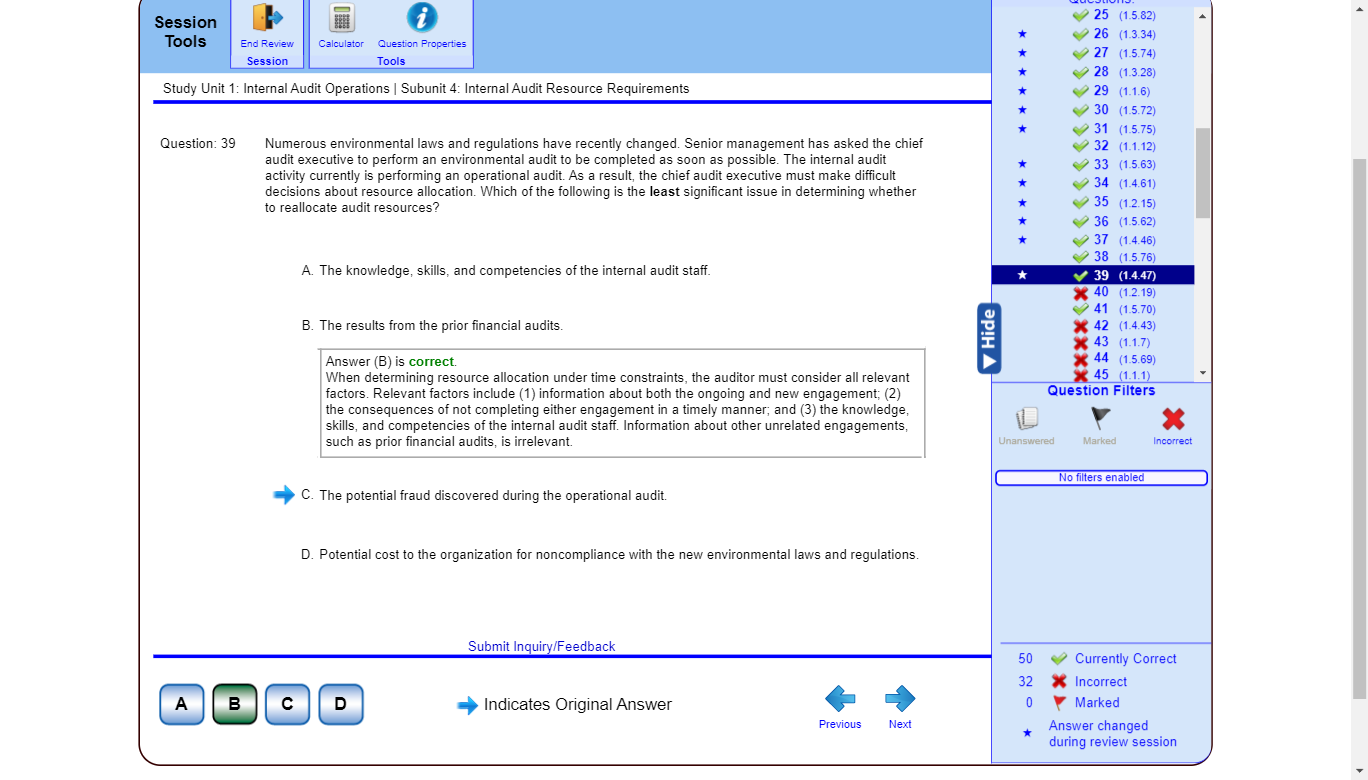 Session
Tools
End Review
Session
Calculator
Question Properties
Tools
Study Unit 1: Internal Audit Operations | Subunit 4: Internal Audit Resource Requirements
Question: 39
Numerous environmental laws and regulations have recently changed. Senior management has asked the chief
audit executive to perform an environmental audit to be completed as soon as possible. The internal audit
activity currently is performing an operational audit. As a result, the chief audit executive must make difficult
decisions about resource allocation. Which of the following is the least significant issue in determining whether
to reallocate audit resources?
A. The knowledge, skills, and competencies of the internal audit staff.
B. The results from the prior financial audits.
Answer (B) is correct.
When determining resource allocation under time constraints, the auditor must consider all relevant
factors. Relevant factors include (1) information about both the ongoing and new engagement; (2)
the consequences of not completing either engagement in a timely manner; and (3) the knowledge,
skills, and competencies of the internal audit staff. Information about other unrelated engagements,
such as prior financial audits, is irrelevant.
C. The potential fraud discovered during the operational audit.
D. Potential cost to the organization for noncompliance with the new environmental laws and regulations.
Submit Inquiry/Feedback
A
B
C
D
Indicates Original Answer
Previous
Next
Questions:
25 (1.5.82)
26 (1.3.34)
27 (1.5.74)
28 (1.3.28)
29 (1.1.6)
30 (1.5.72)
31 (1.5.75)
32 (1.1.12)
33 (1.5.63)
34 (1.4.61)
35 (1.2.15)
36 (1.5.62)
37 (1.4.46)
38 (1.5.76)
39 (1.4.47)
40 (1.2.19)
41 (1.5.70)
42 (1.4.43)
43 (1.1.7)
44 (1.5.69)
45 (1.1.1)
Hide
Question Filters
Unanswered
Marked
Incorrect
No filters enabled
50 Currently Correct
32 Incorrect
0 Marked
Answer changed
during review session